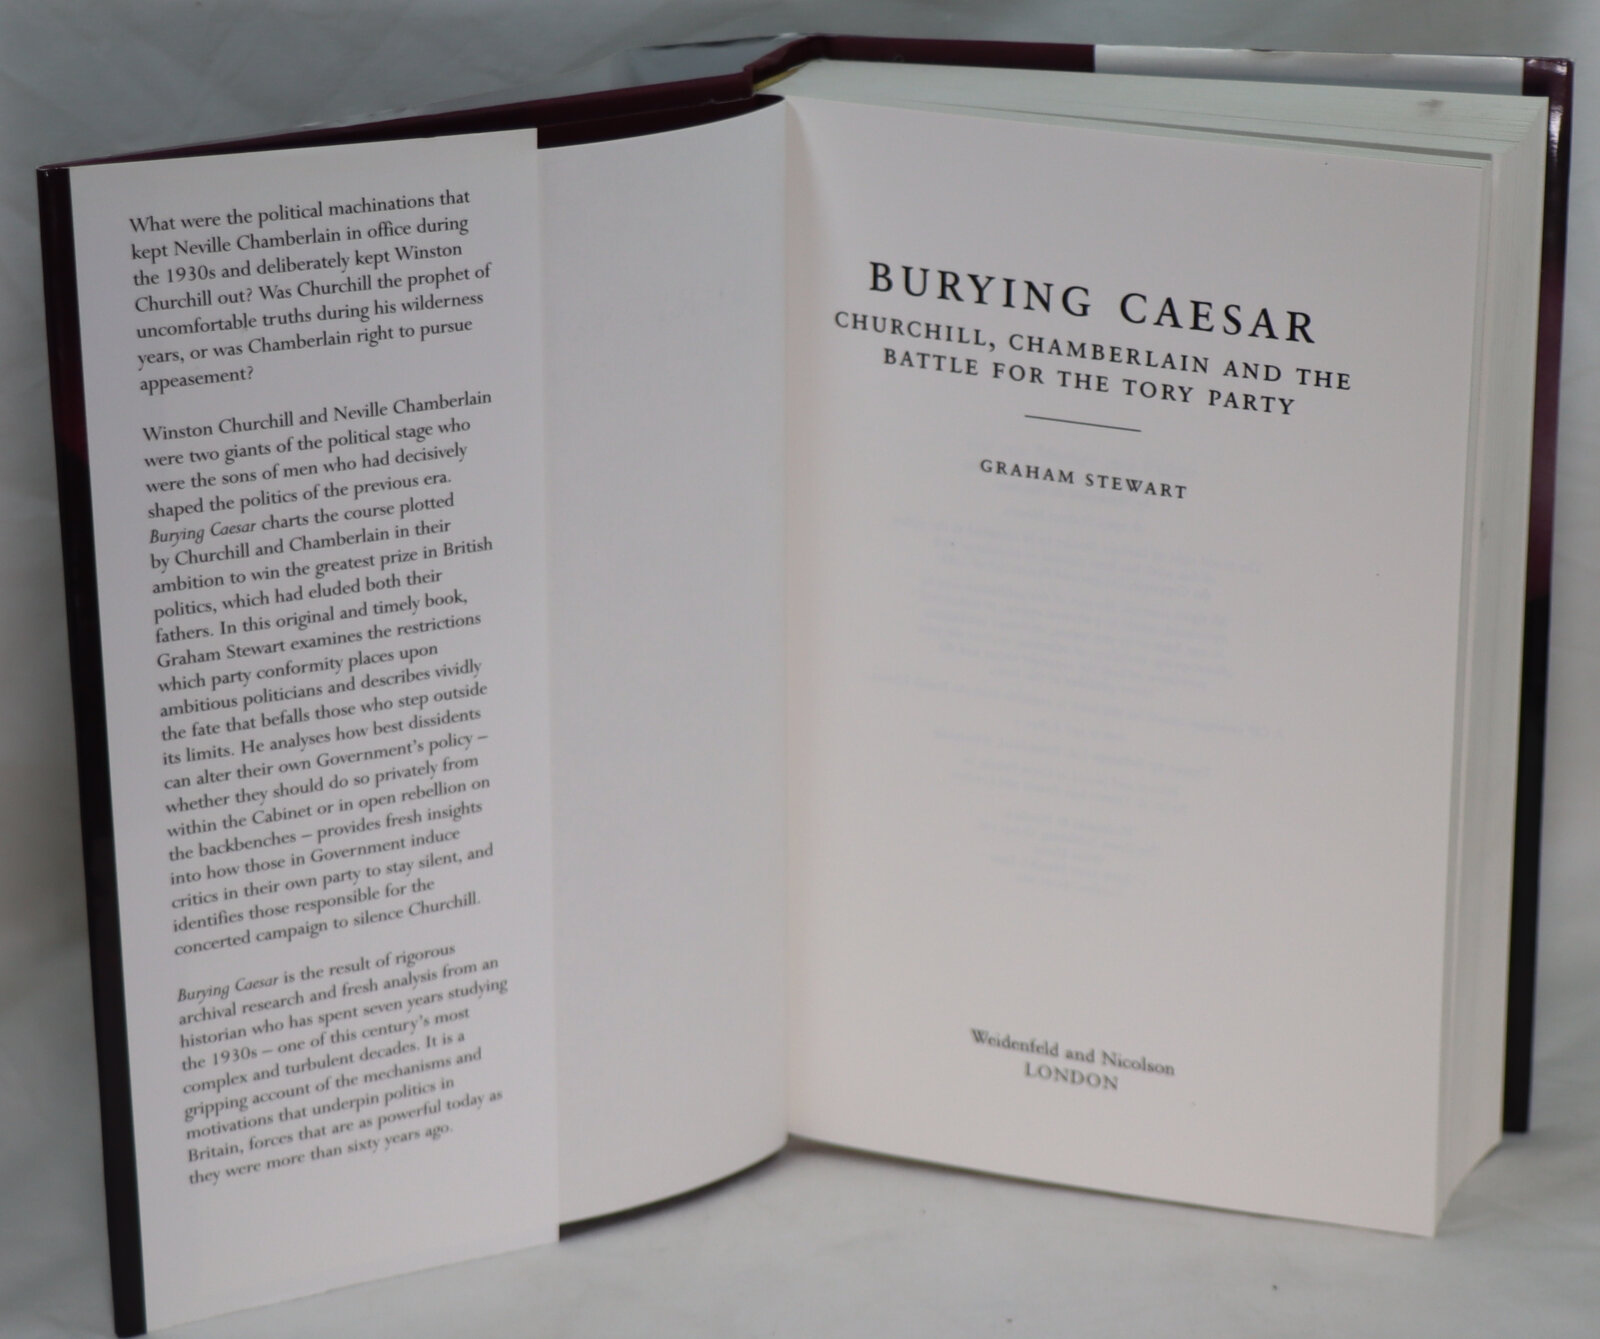 What were the political machinations that
kept Neville Chamberlain in office during
the 1930s and deliberately kept Winston
Churchill out? Was Churchill the prophet of
uncomfortable truths during his wilderness
years, or was Chamberlain right to pursue
appeasement?
Winston Churchill and Neville Chamberlain
were two giants of the political stage who
were the sons of men who had decisively
shaped the politics of the previous era.
Burying Caesar charts the course plotted
by Churchill and Chamberlain in their
ambition to win the greatest prize in British
politics, which had eluded both their
fathers. In this original and timely book,
Graham Stewart examines the restrictions
which party conformity places upon
ambitious politicians and describes vividly
the fate that befalls those who step outside
its limits. He analyses how best dissidents
can alter their own Government's policy –
whether they should do so privately from
within the Cabinet or in open rebellion on
the backbenches – provides fresh insights
into how those in Government induce
critics in their own party to stay silent, and
identifies those responsible for the
concerted campaign to silence Churchill.
Burying Caesar is the result of rigorous
archival research and fresh analysis from an
historian who has spent seven years studying
the 1930s – one of this century's most
complex and turbulent decades. It is a
gripping account of the mechanisms and
motivations that underpin politics in
Britain, forces that are as powerful today as
they were more than sixty years ago.
BURYING CAESAR
CHURCHILL, CHAMBERLAIN AND THE
BATTLE FOR THE TORY PARTY
GRAHAM STEWART
Weidenfeld and Nicolson
LONDON